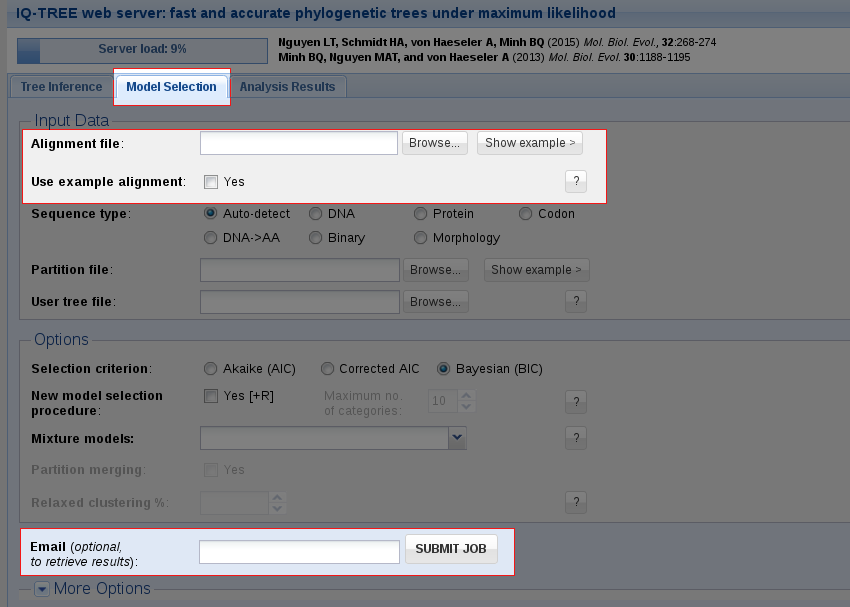 IQ-TREE web server: fast and accurate phylogenetic trees under maximum likelihood
Server load: 9%
Nguyen LT, Schmidt HA, von Haeseler A, Minh BQ (2015) Mol. Biol. Evol., 32:268-274
Minh BQ, Nguyen MAT, and von Haeseler A (2013) Mol. Biol. Evol. 30:1188-1195
Tree Inference Model Selection Analysis Results
Input Data
Alignment file: Browse... Show example >
Use example alignment: Yes ?
Sequence type: Auto-detect DNA Protein Codon
DNA->AA Binary Morphology
Partition file: Browse... Show example >
User tree file: Browse... ?
Options
Selection criterion: Akaike (AIC) Corrected AIC Bayesian (BIC)
New model selection Yes [+R] Maximum no. 10 ?
procedure: of categories:
Mixture models: ?
Partition merging: Yes
Relaxed clustering %: ?
Email (optional, SUBMIT JOB
to retrieve results):
More Options